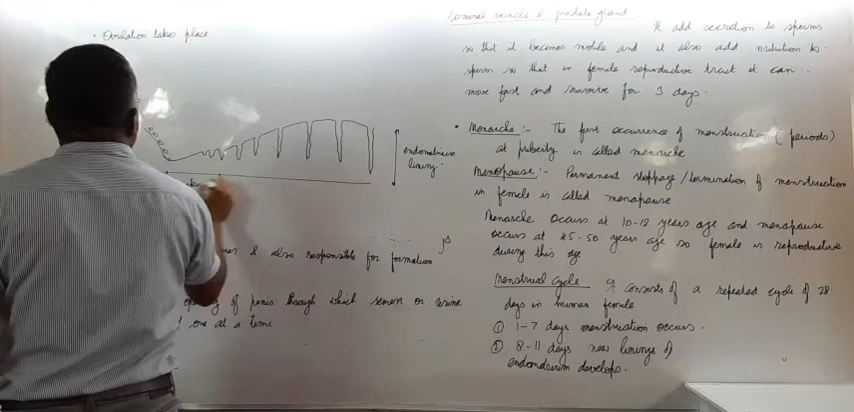 • Ovulation takes place
endometrium
lining.
& also responsible for formation
opening of penis through which semen or urine
one at a time
Seminal vesicle & prostate gland
It add secretion to sperms
so that it becomes motile and it also add nutrition to
sperm so that in female reproductive tract it can
move fast and survive for 3 days.
• Menarche :- The first occurrence of menstruation (periods)
at puberty is called menarche
Menopause :- Permanent stoppage/termination of menstruation
in female is called menopause
Menarche occurs at 10-12 years age and menopause
occurs at 45-50 years age so female is reproductive
during this age
Menstrual Cycle It consists of a repeated cycle of 28
days in human female
① 1-7 days menstruation occurs.
② 8-11 days new linings of
endometrium develops.